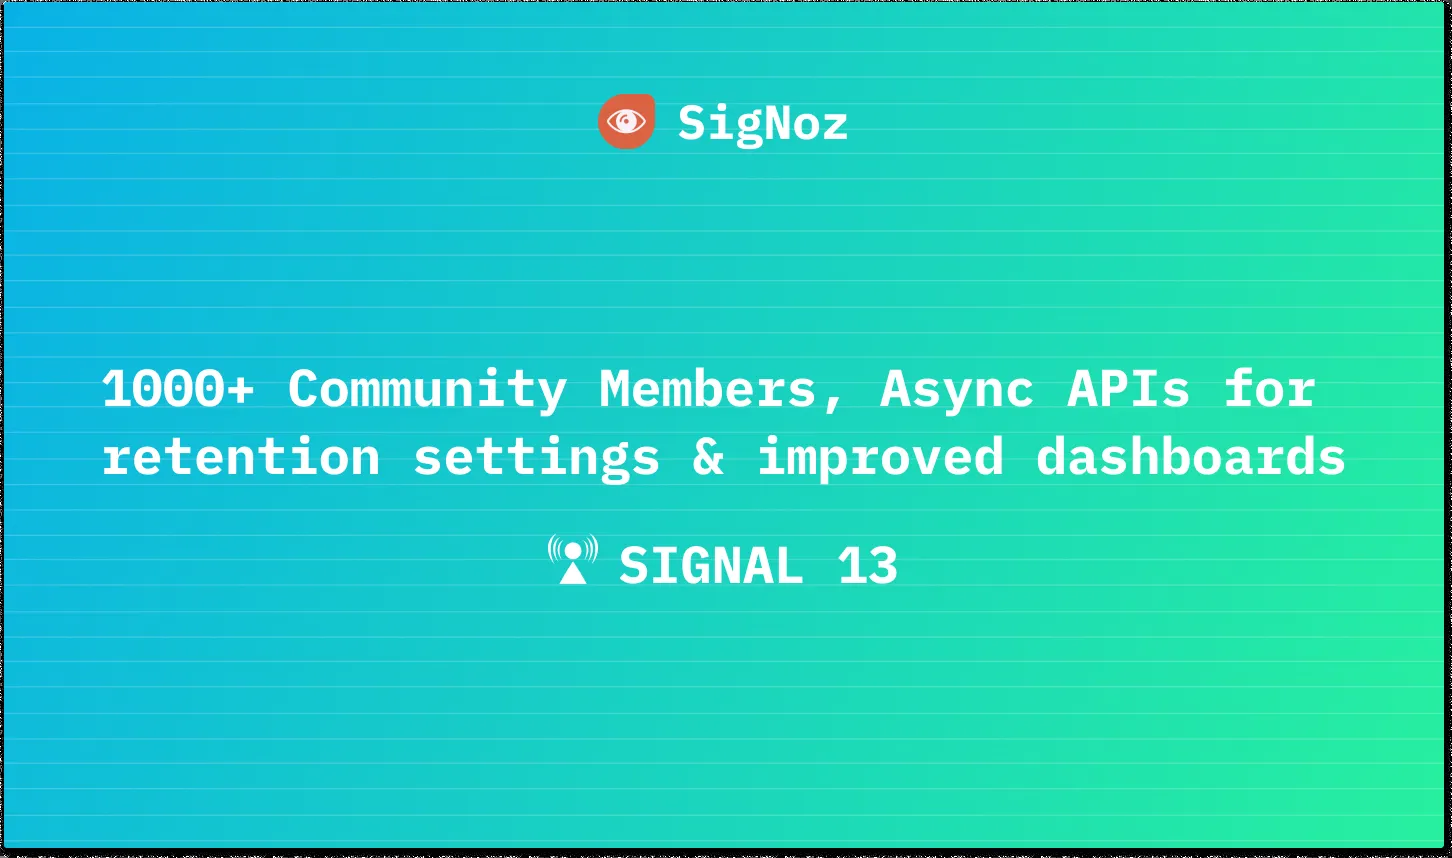 SigNoz
1000+ Community Members, Async APIs for
retention settings & improved dashboards
SIGNAL 13